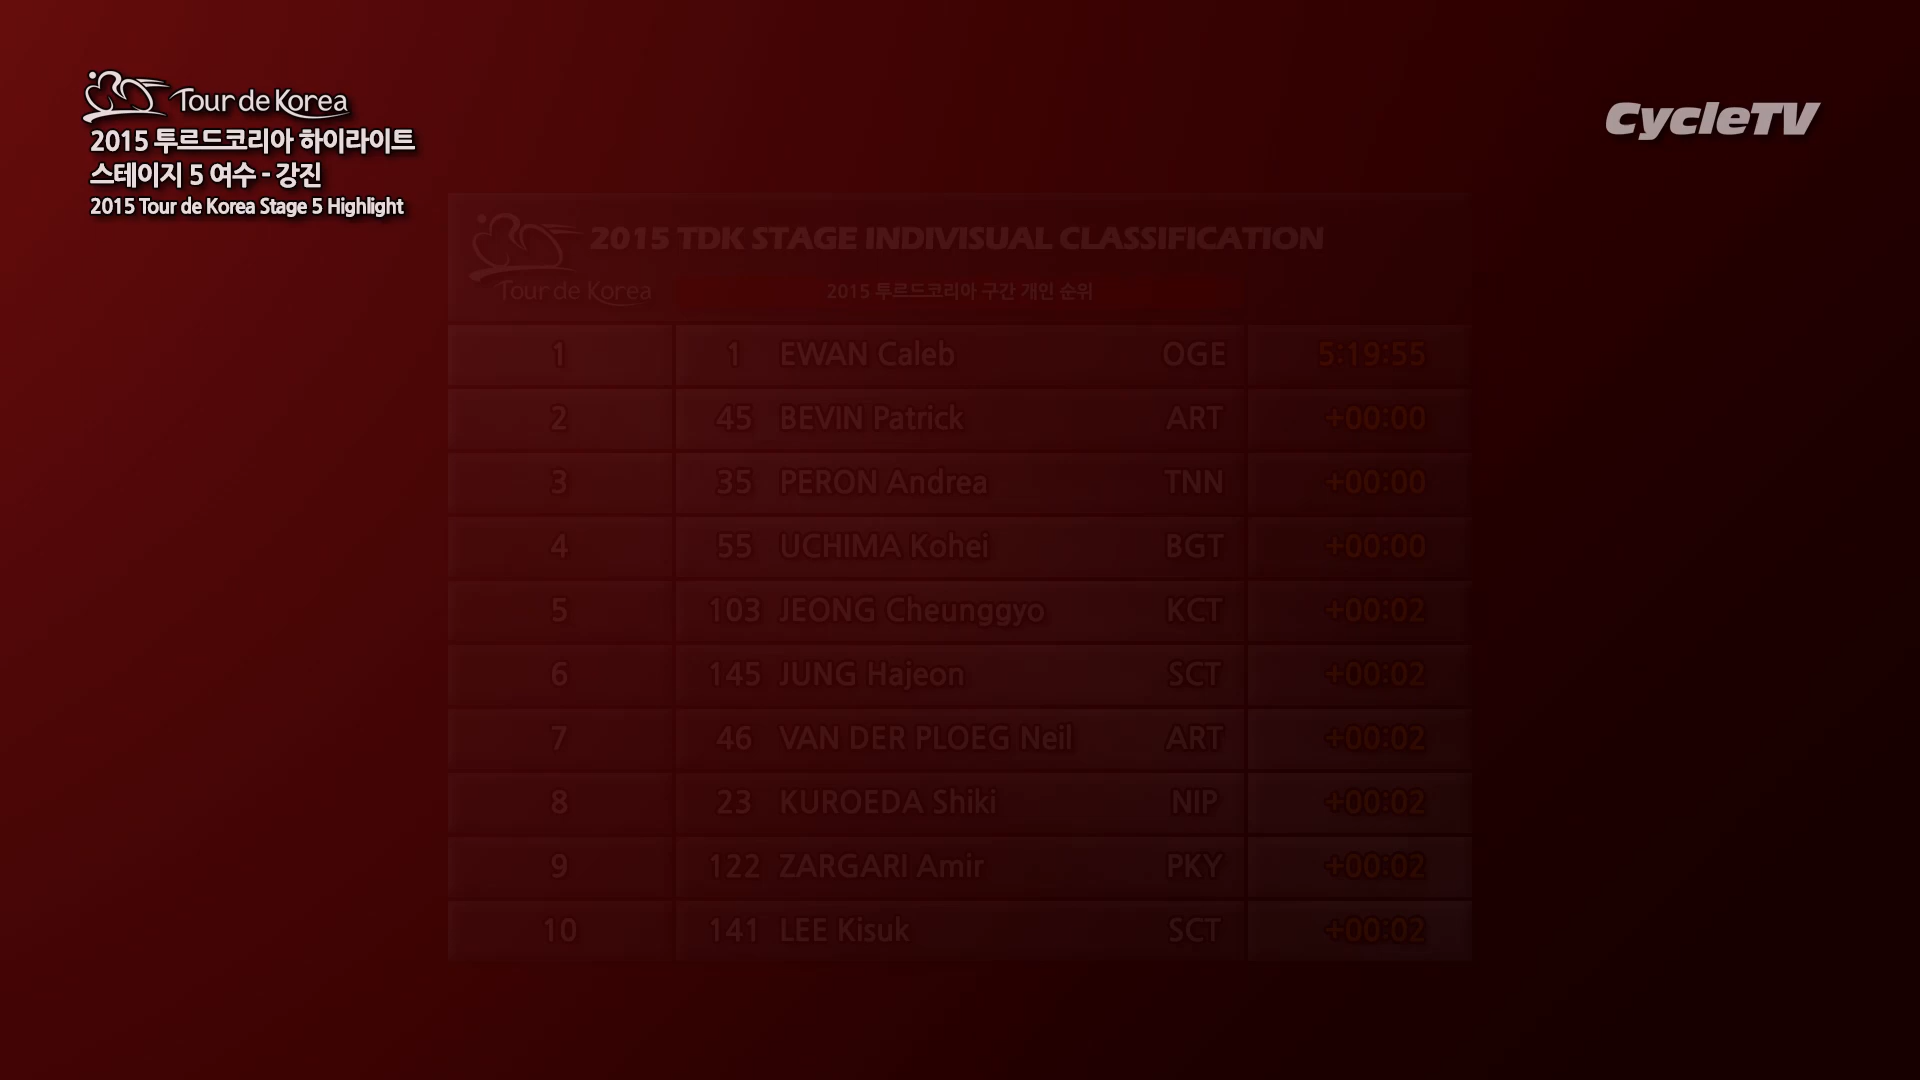 Tour de Korea
2015 투르드코리아 하이라이트
스테이지 5 여수 - 강진
2015 Tour de Korea Stage 5 Highlight
CycleTV
2015 TDK STAGE INDIVISUAL CLASSIFICATION
Tour de Korea
2015 투르드코리아 구간 개인 순위
1 1 EWAN Caleb OGE 5:19:55
2 45 BEVIN Patrick ART +00:00
3 35 PERON Andrea TNN +00:00
4 55 UCHIMA Kohei BGT +00:00
5 103 JEONG Cheunggyo KCT +00:02
6 145 JUNG Hajeon SCT +00:02
7 46 VAN DER PLOEG Neil ART +00:02
8 23 KUROEDA Shiki NIP +00:02
9 122 ZARGARI Amir PKY +00:02
10 141 LEE Kisuk SCT +00:02